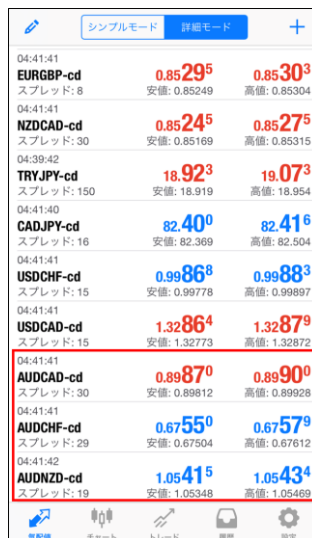 シンプルモード 詳細モード
04:41:41
EURGBP-cd 0.85295 0.85303
スプレッド: 8 安値: 0.85249 高値: 0.85304
04:41:41
NZDCAD-cd 0.85245 0.85275
スプレッド: 30 安値: 0.85169 高値: 0.85315
04:39:42
TRYJPY-cd 18.923 19.073
スプレッド: 150 安値: 18.919 高値: 18.954
04:41:40
CADJPY-cd 82.400 82.416
スプレッド: 16 安値: 82.369 高値: 82.504
04:41:41
USDCHF-cd 0.99868 0.99883
スプレッド: 15 安値: 0.99778 高値: 0.99897
04:41:41
USDCAD-cd 1.32864 1.32879
スプレッド: 15 安値: 1.32773 高値: 1.32872
04:41:41
AUDCAD-cd 0.89870 0.89900
スプレッド: 30 安値: 0.89812 高値: 0.89928
04:41:41
AUDCHF-cd 0.67550 0.67579
スプレッド: 29 安値: 0.67504 高値: 0.67612
04:41:42
AUDNZD-cd 1.05415 1.05434
スプレッド: 19 安値: 1.05348 高値: 1.05469